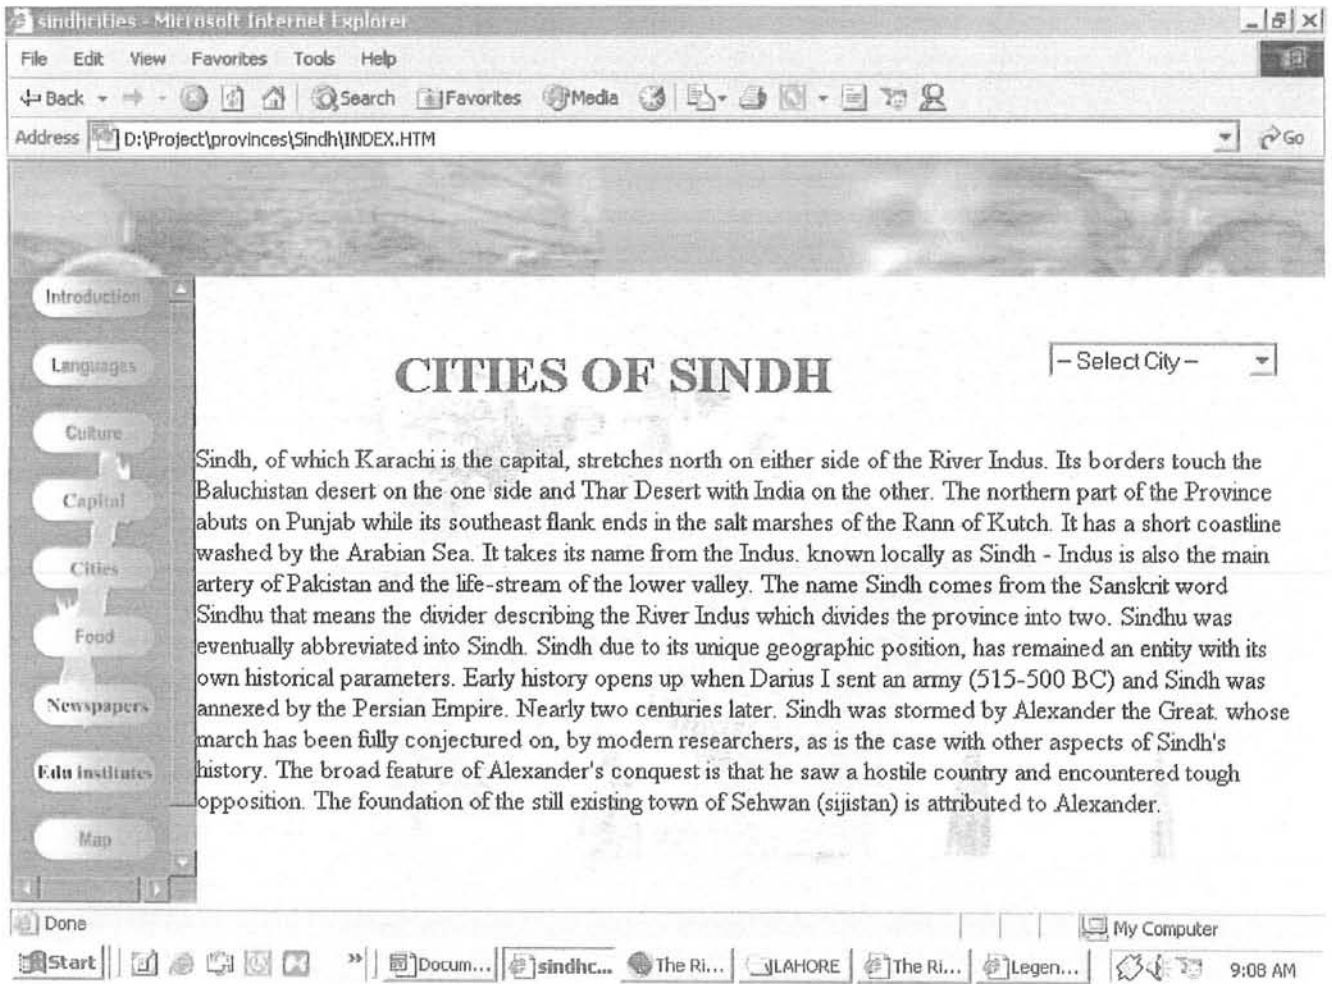 sindhcities - Microsoft Internet Explorer
File Edit View Favorites Tools Help
Back Search Favorites Media
Address D:\Project\provinces\Sindh\INDEX.HTM Go
Introduction
Languages
Culture
Capital
Cities
Food
Newspapers
Edu institutes
Map
CITIES OF SINDH
-- Select City --
Sindh, of which Karachi is the capital, stretches north on either side of the River Indus. Its borders touch the
Baluchistan desert on the one side and Thar Desert with India on the other. The northern part of the Province
abuts on Punjab while its southeast flank ends in the salt marshes of the Rann of Kutch. It has a short coastline
washed by the Arabian Sea. It takes its name from the Indus. known locally as Sindh - Indus is also the main
artery of Pakistan and the life-stream of the lower valley. The name Sindh comes from the Sanskrit word
Sindhu that means the divider describing the River Indus which divides the province into two. Sindhu was
eventually abbreviated into Sindh. Sindh due to its unique geographic position, has remained an entity with its
own historical parameters. Early history opens up when Darius I sent an army (515-500 BC) and Sindh was
annexed by the Persian Empire. Nearly two centuries later. Sindh was stormed by Alexander the Great. whose
march has been fully conjectured on, by modern researchers, as is the case with other aspects of Sindh's
history. The broad feature of Alexander's conquest is that he saw a hostile country and encountered tough
opposition. The foundation of the still existing town of Sehwan (sijistan) is attributed to Alexander.
Done My Computer
Start Docum... sindhc... The Ri... LAHORE The Ri... Legen... 9:08 AM